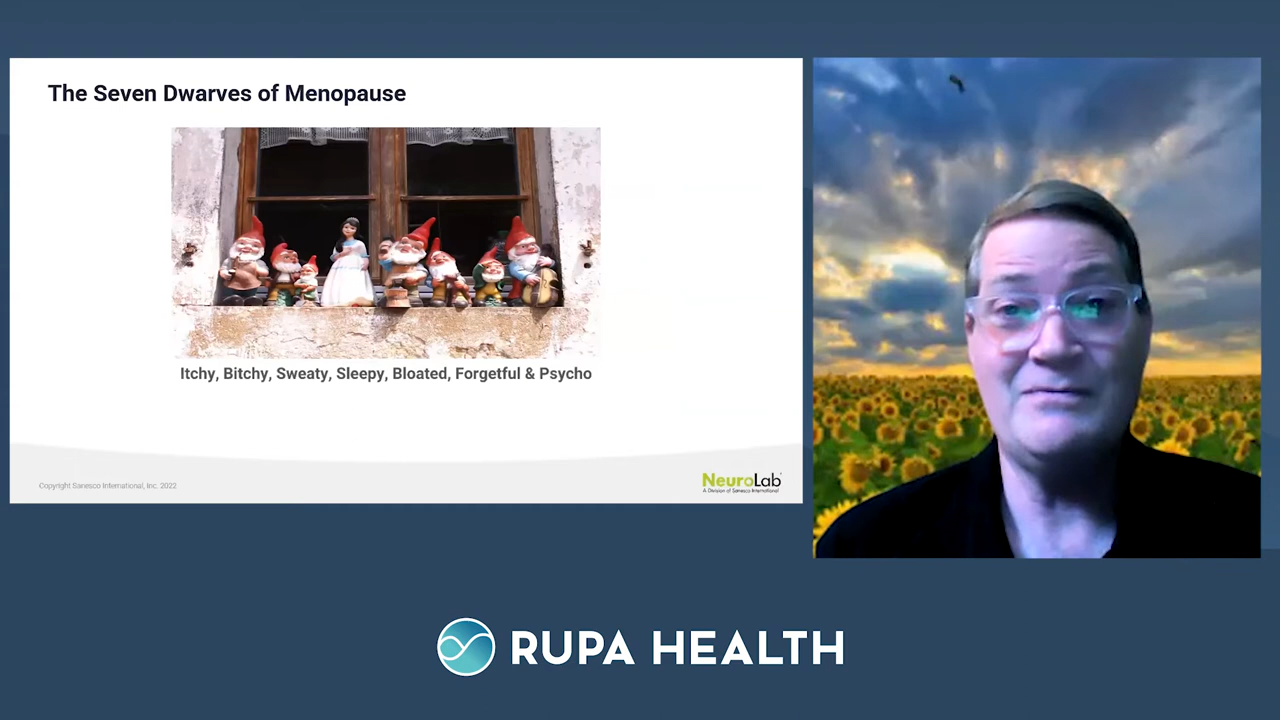 The Seven Dwarves of Menopause
Itchy, Bitchy, Sweaty, Sleepy, Bloated, Forgetful & Psycho
Copyright Sanesco International, Inc. 2022
NeuroLab
A Division of Sanesco International
RUPA HEALTH